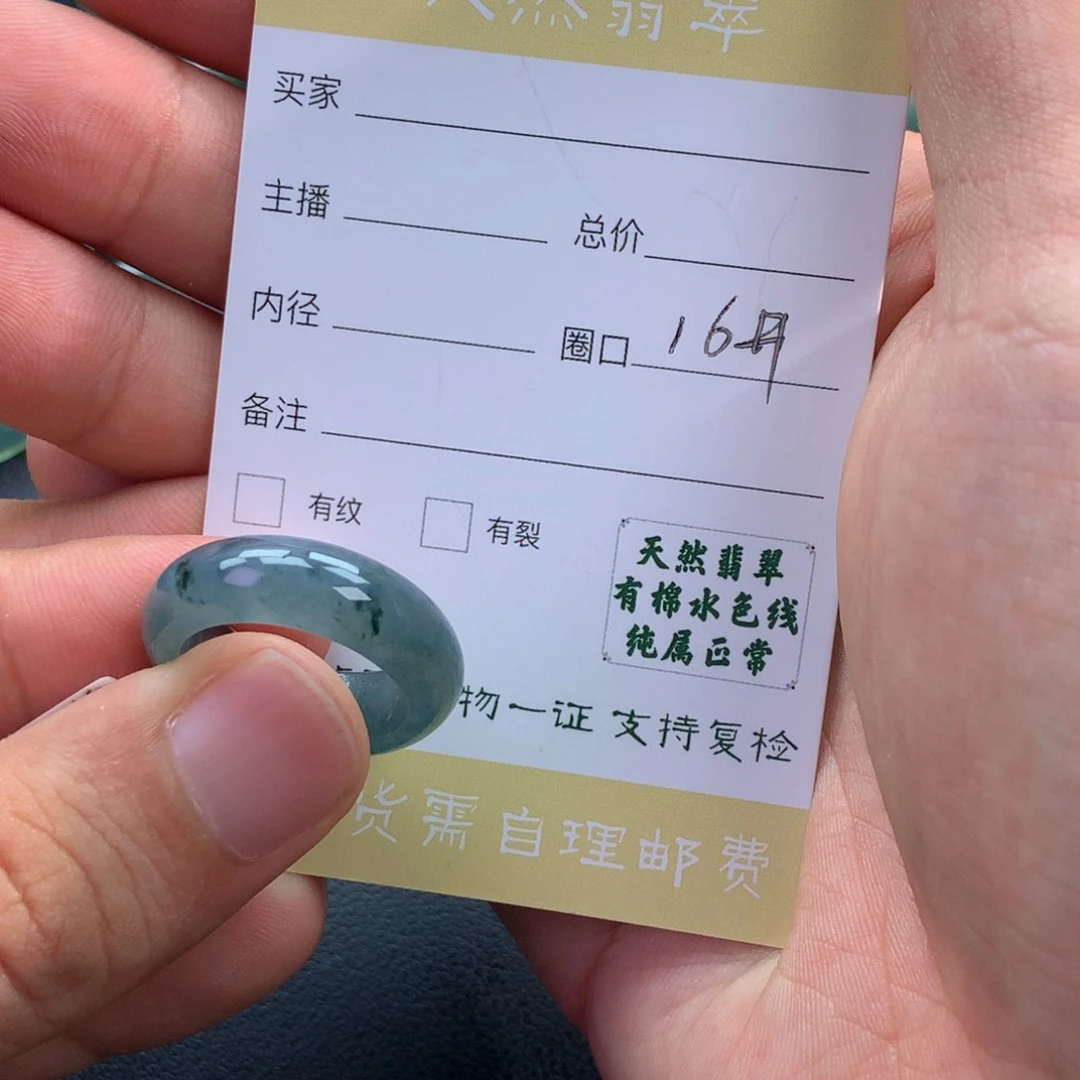 天然翡翠
买家
主播 总价
内径 圈口 16
备注
有纹 有裂
天然翡翠
有棉水色线
纯属正常
物一证 支持复检
货需自理邮费